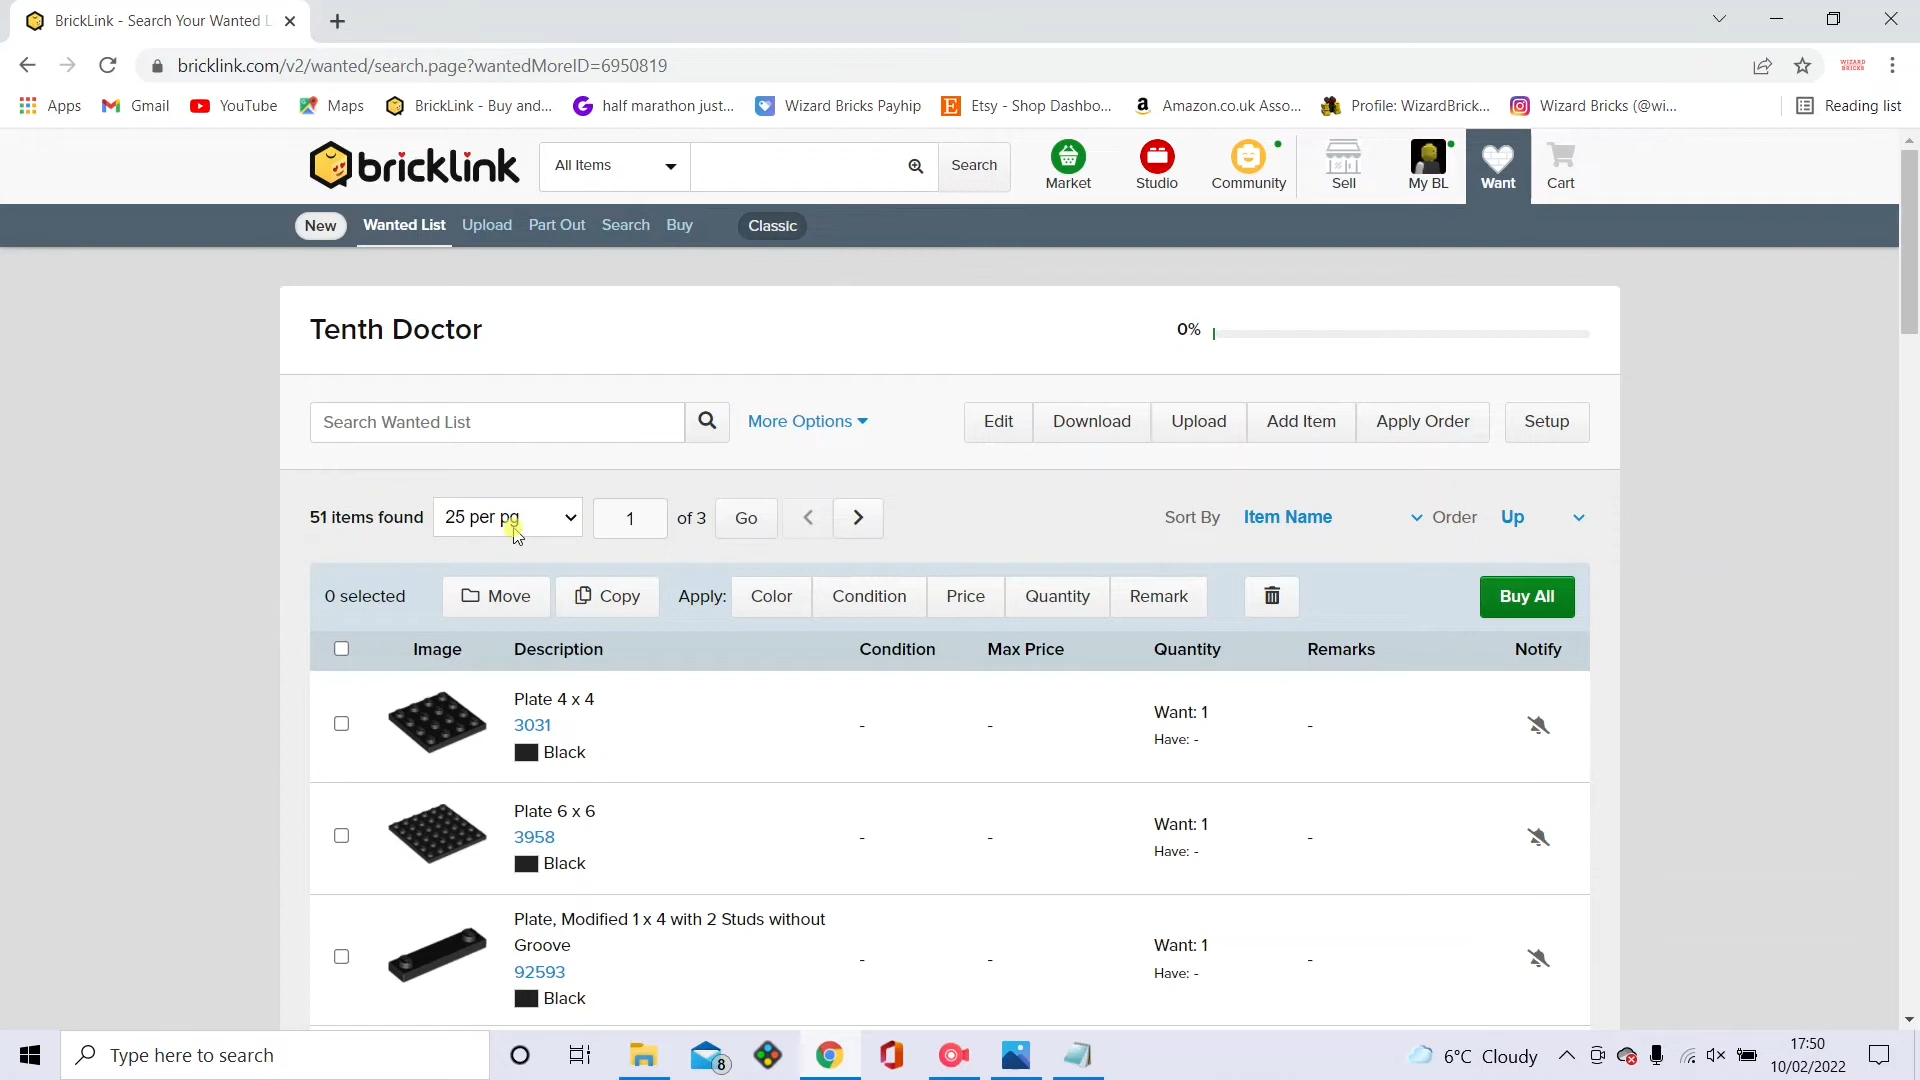 BrickLink - Search Your Wanted L
bricklink.com/v2/wanted/search.page?wantedMoreID=6950819
WIZARD
BRICKS
Apps
Gmail
YouTube
Maps
BrickLink - Buy and...
half marathon just...
Wizard Bricks Payhip
Etsy - Shop Dashbo...
Amazon.co.uk Asso...
Profile: WizardBrick...
Wizard Bricks (@wi...
Reading list
bricklink
All Items
Search
Market
Studio
Community
Sell
My BL
Want
Cart
New
Wanted List
Upload
Part Out
Search
Buy
Classic
Tenth Doctor
0%
Search Wanted List
More Options
Edit
Download
Upload
Add Item
Apply Order
Setup
51 items found
25 per pg
1
of 3
Go
Sort By
Item Name
Order
Up
0 selected
Move
Copy
Apply:
Color
Condition
Price
Quantity
Remark
Buy All
Image
Description
Condition
Max Price
Quantity
Remarks
Notify
Plate 4 x 4
3031
Black
-
-
Want: 1
Have: -
-
Plate 6 x 6
3958
Black
-
-
Want: 1
Have: -
-
Plate, Modified 1 x 4 with 2 Studs without
Groove
92593
Black
-
-
Want: 1
Have: -
-
Type here to search
8
6°C Cloudy
17:50
10/02/2022